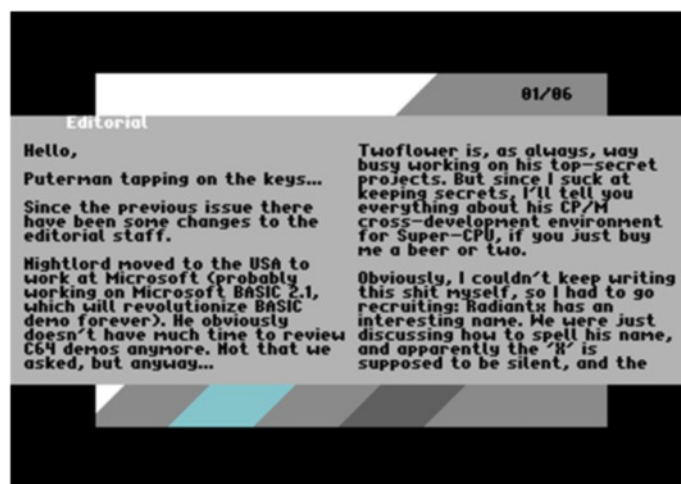 01/06
Editorial
Hello,
Puterman tapping on the keys...
Since the previous issue there
have been some changes to the
editorial staff.
Nightlord moved to the USA to
work at Microsoft (probably
working on Microsoft BASIC 2.1,
which will revolutionize BASIC
demo forever). He obviously
doesn't have much time to review
C64 demos anymore. Not that we
asked, but anyway...
Twoflower is, as always, way
busy working on his top-secret
projects. But since I suck at
keeping secrets, I'll tell you
everything about his CP/M
cross-development environment
for Super-CPU, if you just buy
me a beer or two.
Obviously, I couldn't keep writing
this shit myself, so I had to go
recruiting: Radiantx has an
interesting name. We were just
discussing how to spell his name,
and apparently the 'X' is
supposed to be silent, and the